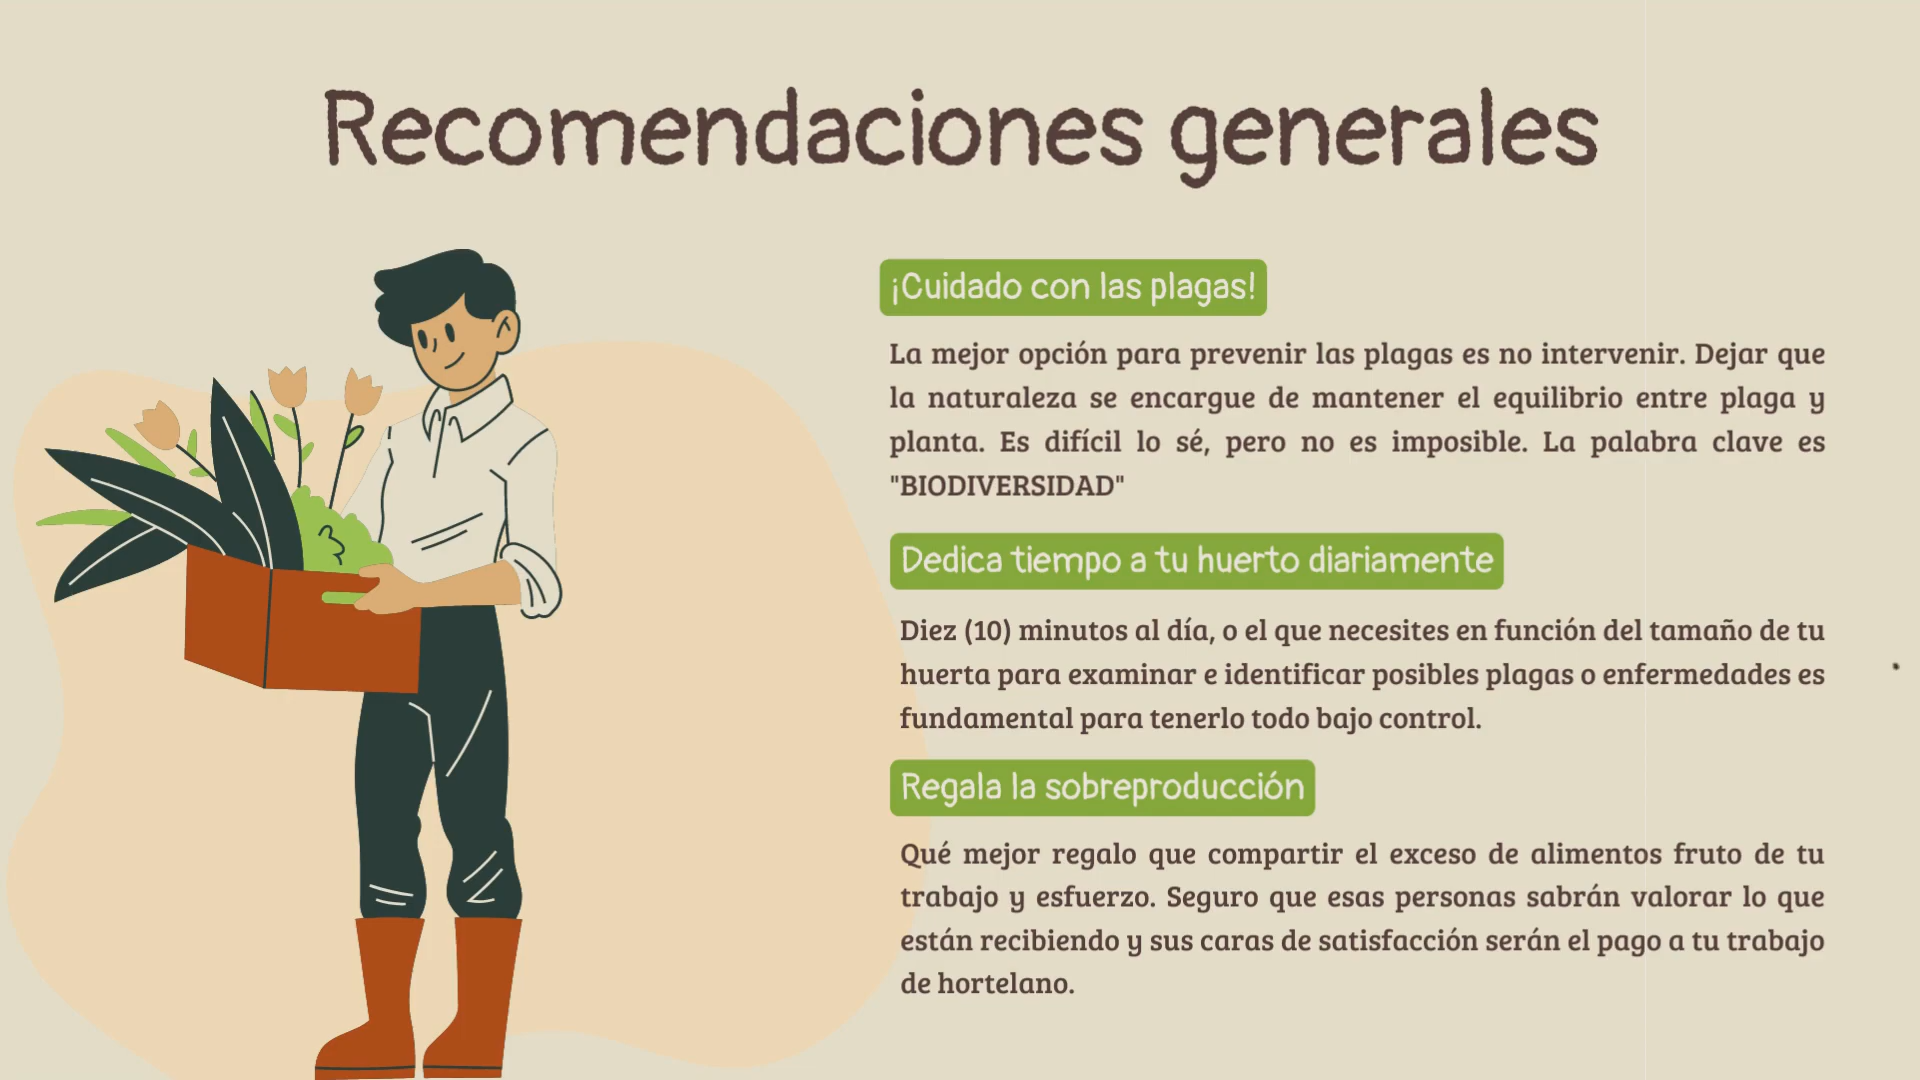 Recomendaciones generales
¡Cuidado con las plagas!
La mejor opción para prevenir las plagas es no intervenir. Dejar que
la naturaleza se encargue de mantener el equilibrio entre plaga y
planta. Es difícil lo sé, pero no es imposible. La palabra clave es
"BIODIVERSIDAD"
Dedica tiempo a tu huerto diariamente
Diez (10) minutos al día, o el que necesites en función del tamaño de tu
huerta para examinar e identificar posibles plagas o enfermedades es
fundamental para tenerlo todo bajo control.
Regala la sobreproducción
Qué mejor regalo que compartir el exceso de alimentos fruto de tu
trabajo y esfuerzo. Seguro que esas personas sabrán valorar lo que
están recibiendo y sus caras de satisfacción serán el pago a tu trabajo
de hortelano.